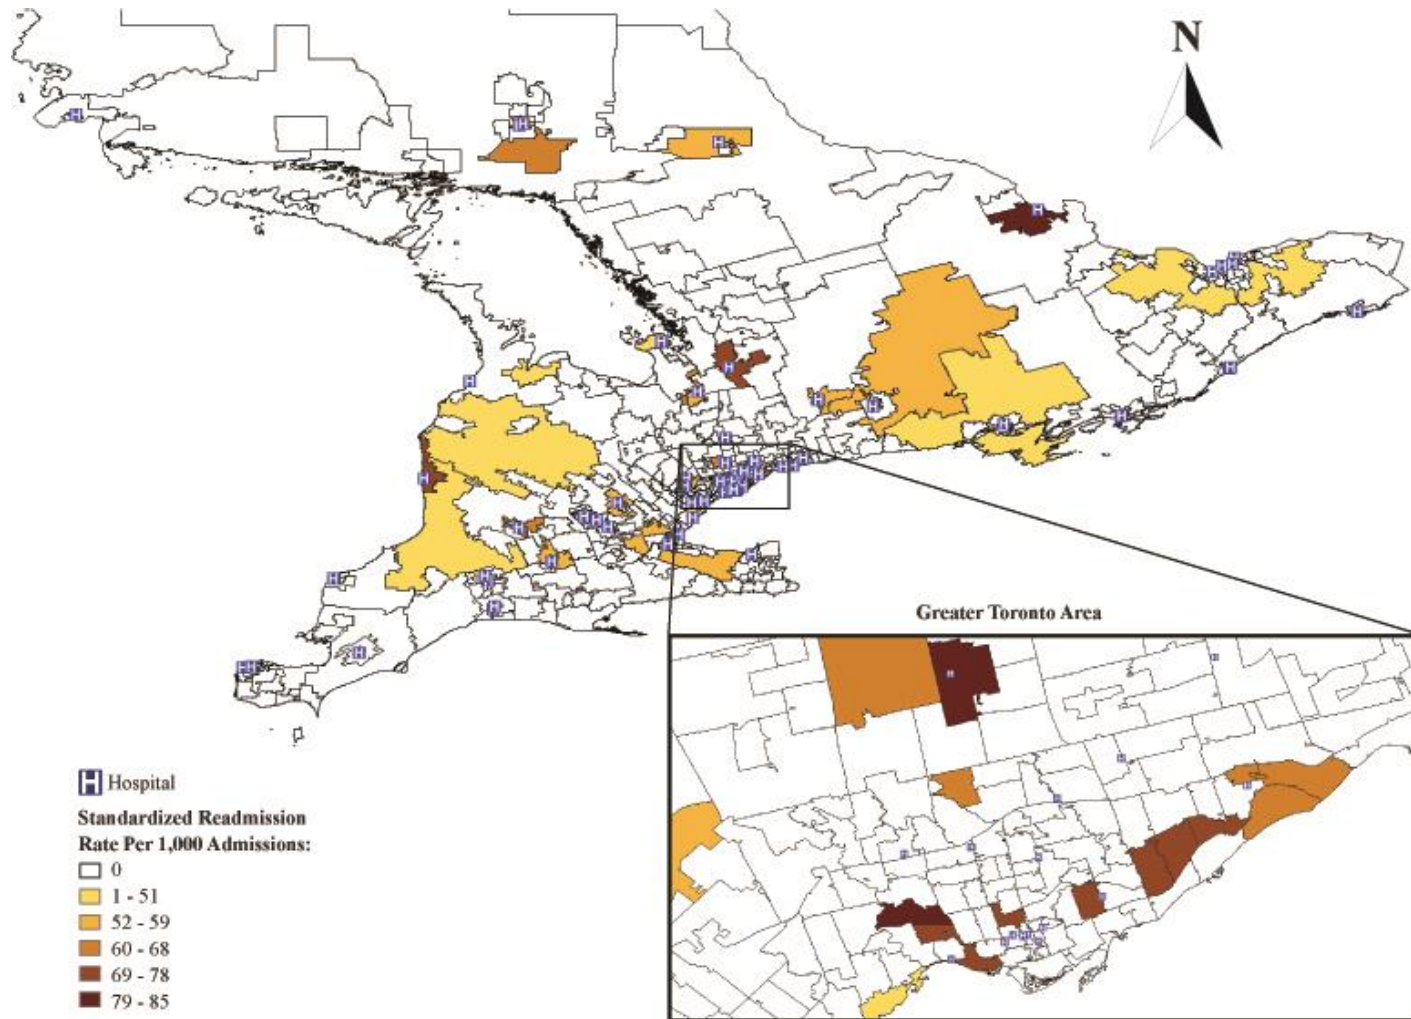 N
Greater Toronto Area
H Hospital
Standardized Readmission
Rate Per 1,000 Admissions:
0
1 - 51
52 - 59
60 - 68
69 - 78
79 - 85